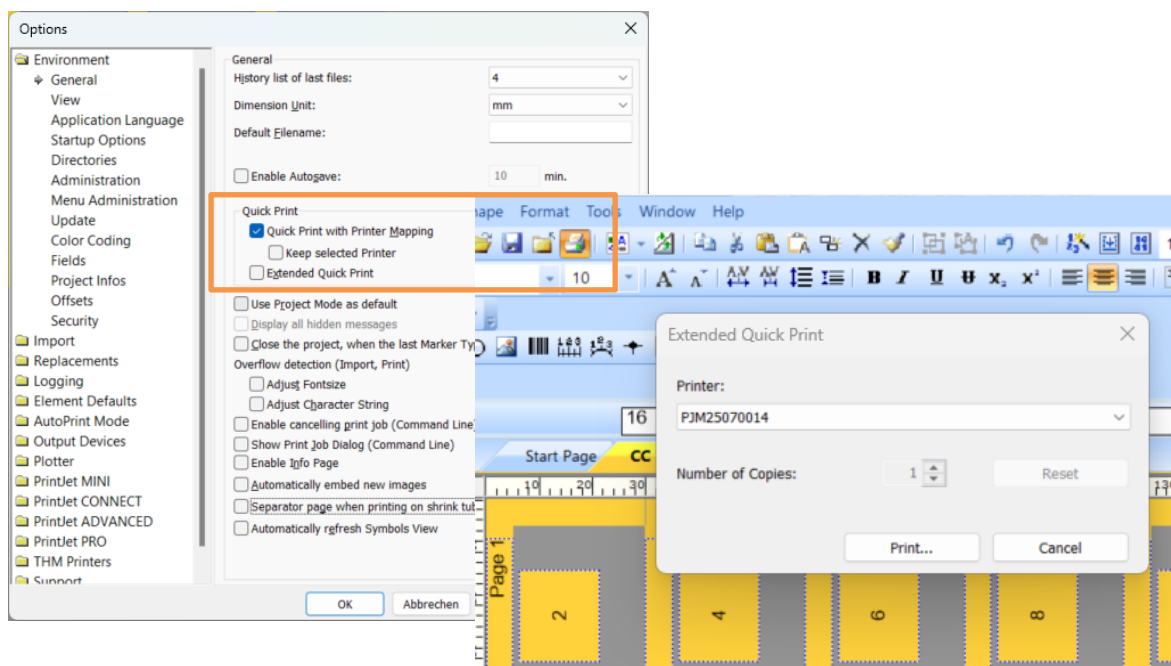 Options
Environment
General
View
Application Language
Startup Options
Directories
Administration
Menu Administration
Update
Color Coding
Fields
Project Infos
Offsets
Security
Import
Replacements
Logging
Element Defaults
AutoPrint Mode
Output Devices
Plotter
PrintJet MINI
PrintJet CONNECT
PrintJet ADVANCED
PrintJet PRO
THM Printers
Support
General
History list of last files: 4
Dimension Unit: mm
Default Filename:
Enable Autosave: 10 min.
Quick Print
Quick Print with Printer Mapping
Keep selected Printer
Extended Quick Print
Use Project Mode as default
Display all hidden messages
Close the project, when the last Marker Ty
Overflow detection (Import, Print)
Adjust Fontsize
Adjust Character String
Enable cancelling print job (Command Line
Show Print Job Dialog (Command Line)
Enable Info Page
Automatically embed new images
Separator page when printing on shrink tu
Automatically refresh Symbols View
OK Abbrechen
Format Tools Window Help
10
B I U
16
Start Page CC
10 20 30
Page 1
2 4 6 8
Extended Quick Print
Printer:
PJM25070014
Number of Copies: 1 Reset
Print... Cancel